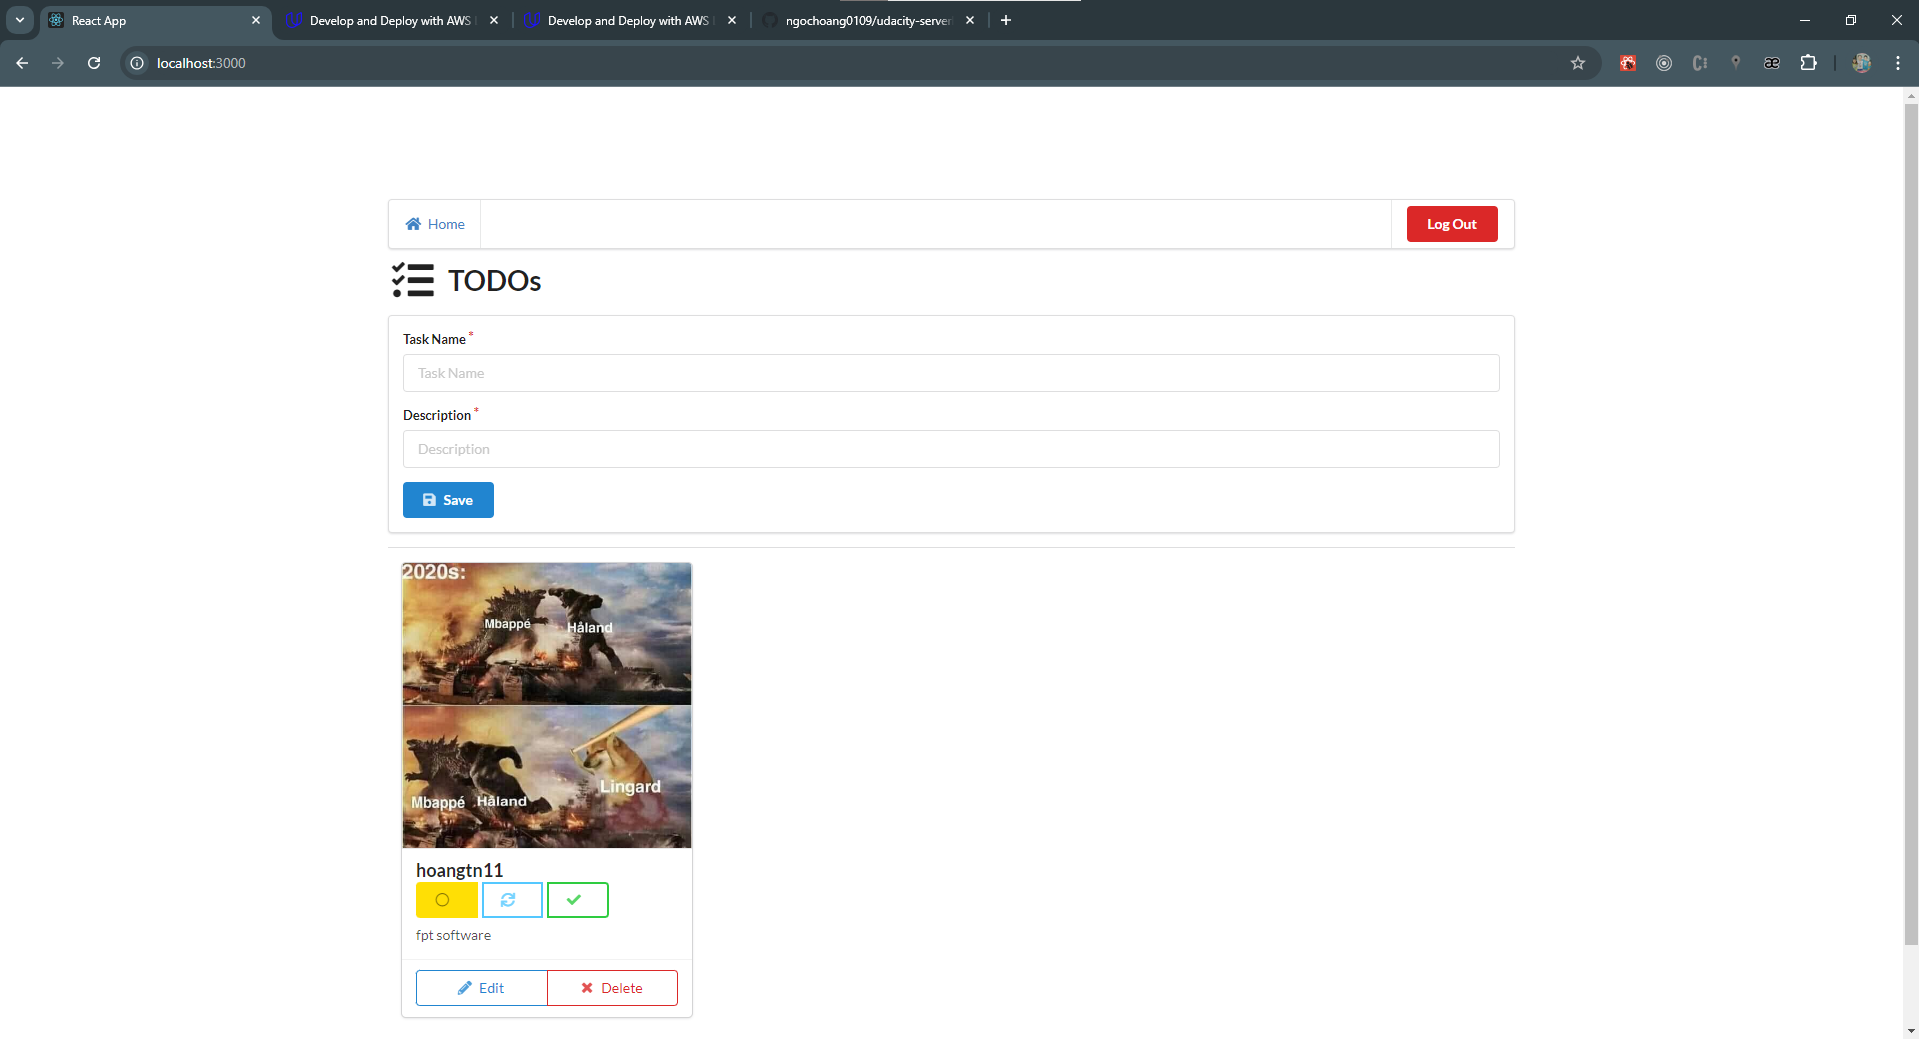 React App
Develop and Deploy with AWS
Develop and Deploy with AWS
ngochoang0109/udacity-server
localhost:3000
Home
Log Out
TODOs
Task Name *
Task Name
Description *
Description
Save
2020s:
Mbappé
Håland
Lingard
Mbappé
Håland
hoangtn11
fpt software
Edit
Delete